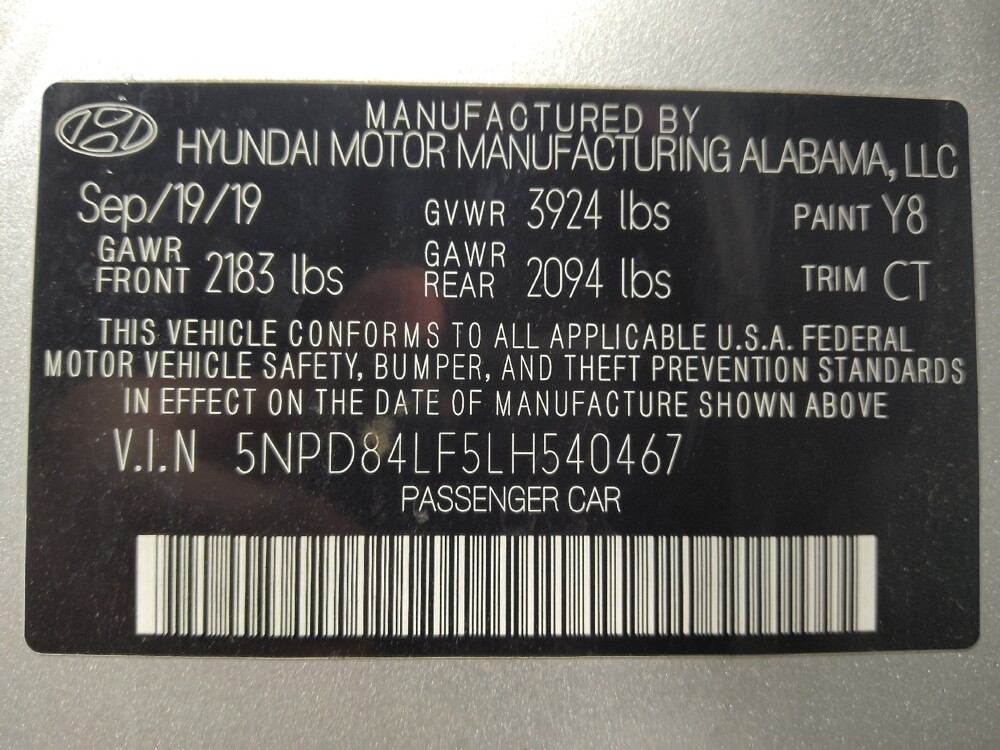 MANUFACTURED BY
HYUNDAI MOTOR MANUFACTURING ALABAMA, LLC
Sep/19/19 GVWR 3924 lbs PAINT Y8
GAWR FRONT 2183 lbs GAWR REAR 2094 lbs TRIM CT
THIS VEHICLE CONFORMS TO ALL APPLICABLE U.S.A. FEDERAL
MOTOR VEHICLE SAFETY, BUMPER, AND THEFT PREVENTION STANDARDS
IN EFFECT ON THE DATE OF MANUFACTURE SHOWN ABOVE
V.I.N 5NPD84LF5LH540467
PASSENGER CAR